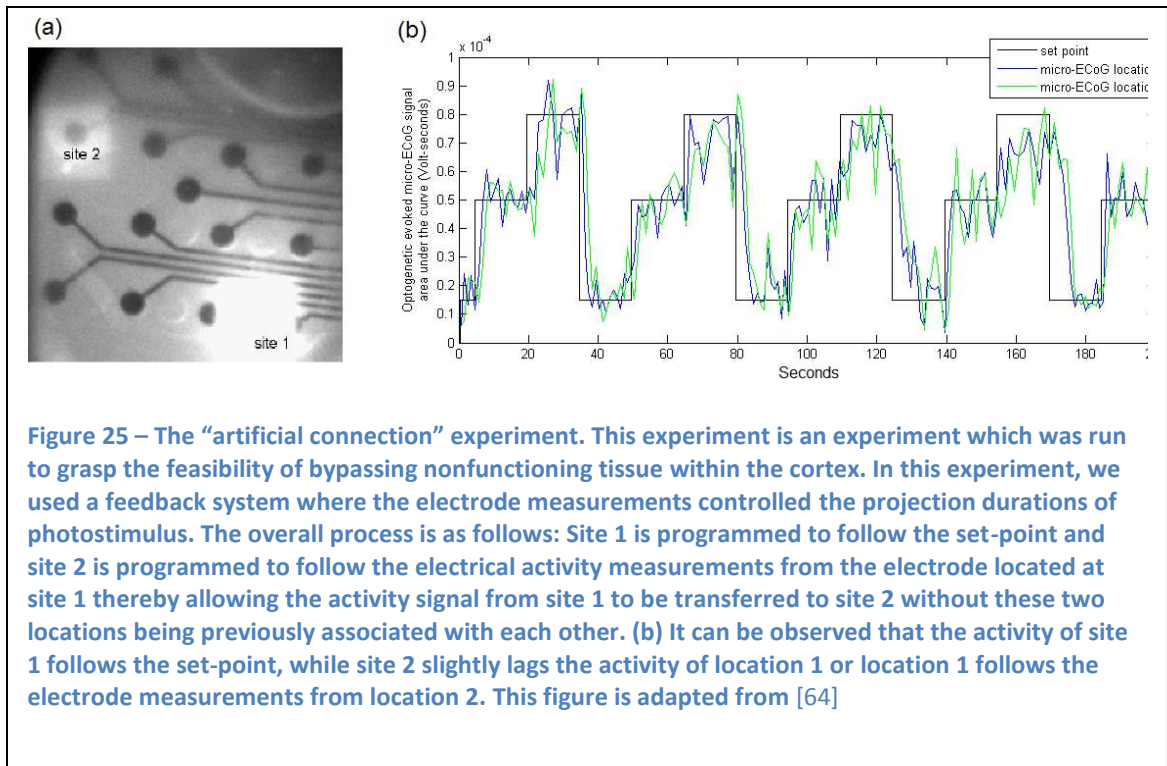 (a)
site 2
site 1
(b)
x 10-4
1
0.9
0.8
0.7
0.6
0.5
0.4
0.3
0.2
0.1
0
Optogenetic evoked micro-ECoG signal
area under the curve (Volt-seconds)
set point
micro-ECoG locatio
micro-ECoG locatio
0 20 40 60 80 100 120 140 160 180 2
Seconds
Figure 25 – The “artificial connection” experiment. This experiment is an experiment which was run
to grasp the feasibility of bypassing nonfunctioning tissue within the cortex. In this experiment, we
used a feedback system where the electrode measurements controlled the projection durations of
photostimulus. The overall process is as follows: Site 1 is programmed to follow the set-point and
site 2 is programmed to follow the electrical activity measurements from the electrode located at
site 1 thereby allowing the activity signal from site 1 to be transferred to site 2 without these two
locations being previously associated with each other. (b) It can be observed that the activity of site
1 follows the set-point, while site 2 slightly lags the activity of location 1 or location 1 follows the
electrode measurements from location 2. This figure is adapted from [64]